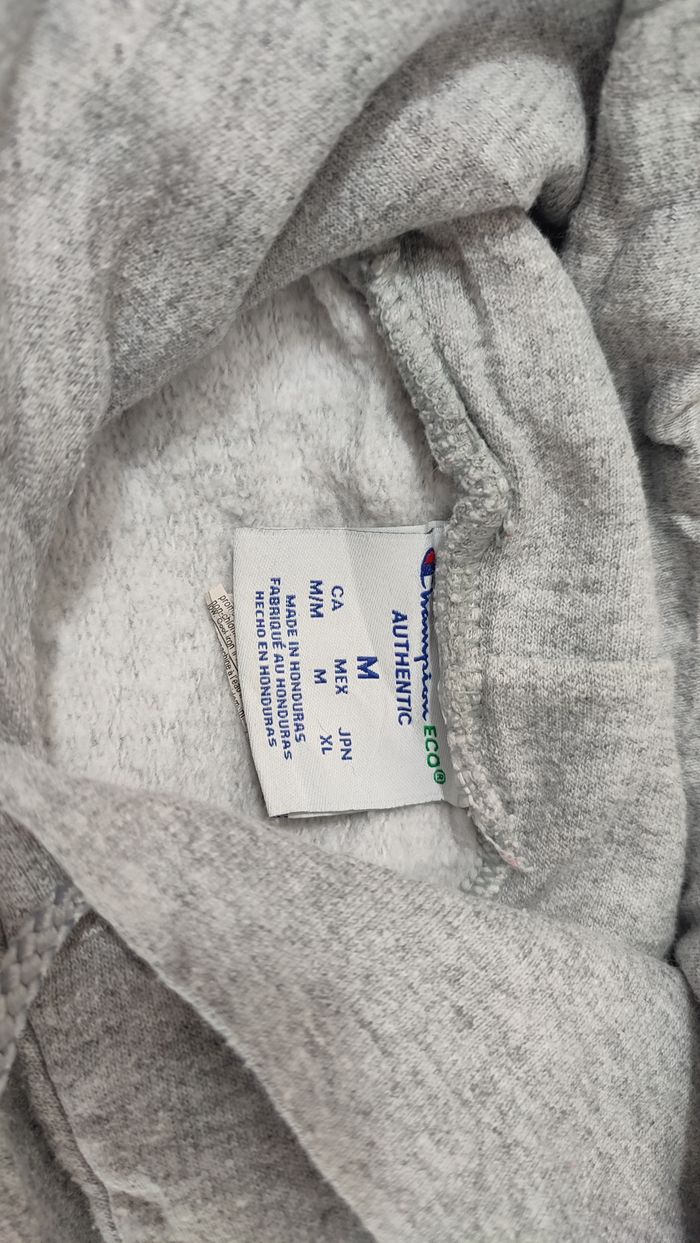 Champion ECO®
AUTHENTIC
M
CA MEX JPN
M/M M XL
MADE IN HONDURAS
FABRIQUÉ AU HONDURAS
HECHO EN HONDURAS